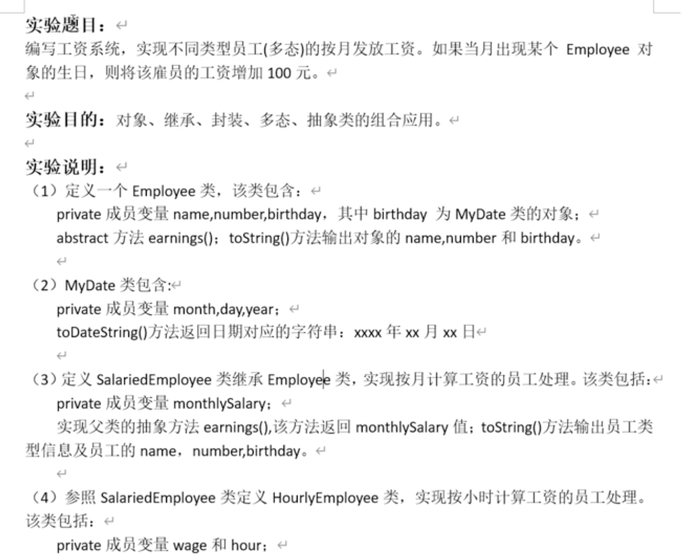 实验题目：
编写工资系统，实现不同类型员工(多态)的按月发放工资。如果当月出现某个 Employee 对
象的生日，则将该雇员的工资增加 100 元。
实验目的：对象、继承、封装、多态、抽象类的组合应用。
实验说明：
（1）定义一个 Employee 类，该类包含：
private 成员变量 name,number,birthday，其中 birthday 为 MyDate 类的对象；
abstract 方法 earnings()；toString()方法输出对象的 name,number 和 birthday。
（2）MyDate 类包含:
private 成员变量 month,day,year；
toDateString()方法返回日期对应的字符串：xxxx 年 xx 月 xx 日
（3）定义 SalariedEmployee 类继承 Employee 类，实现按月计算工资的员工处理。该类包括：
private 成员变量 monthlySalary；
实现父类的抽象方法 earnings(),该方法返回 monthlySalary 值；toString()方法输出员工类
型信息及员工的 name，number,birthday。
（4）参照 SalariedEmployee 类定义 HourlyEmployee 类，实现按小时计算工资的员工处理。
该类包括：
private 成员变量 wage 和 hour；